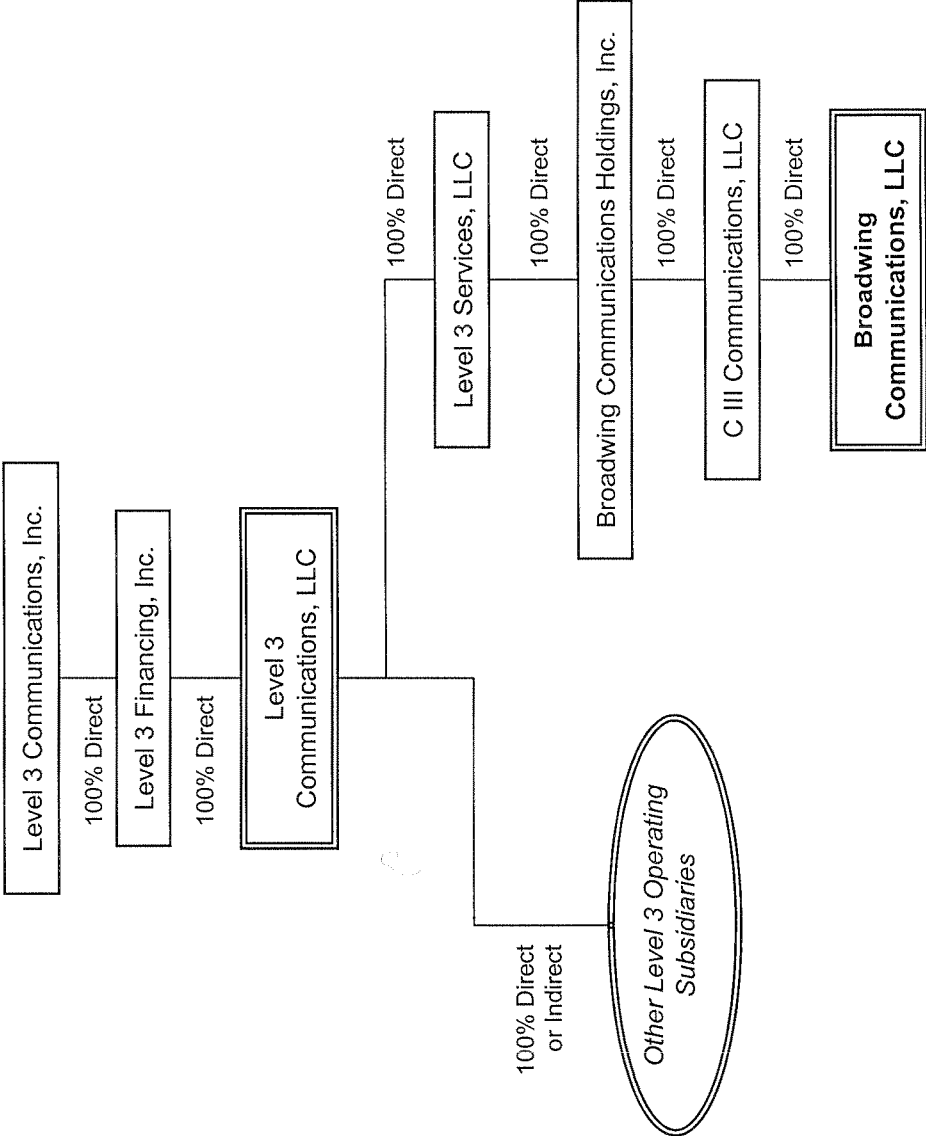 Level 3 Communications, Inc.
100% Direct
Level 3 Financing, Inc.
100% Direct
Level 3
Communications, LLC
100% Direct
or Indirect
Other Level 3 Operating
Subsidiaries
100% Direct
Level 3 Services, LLC
100% Direct
Broadwing Communications Holdings, Inc.
100% Direct
C III Communications, LLC
100% Direct
Broadwing
Communications, LLC